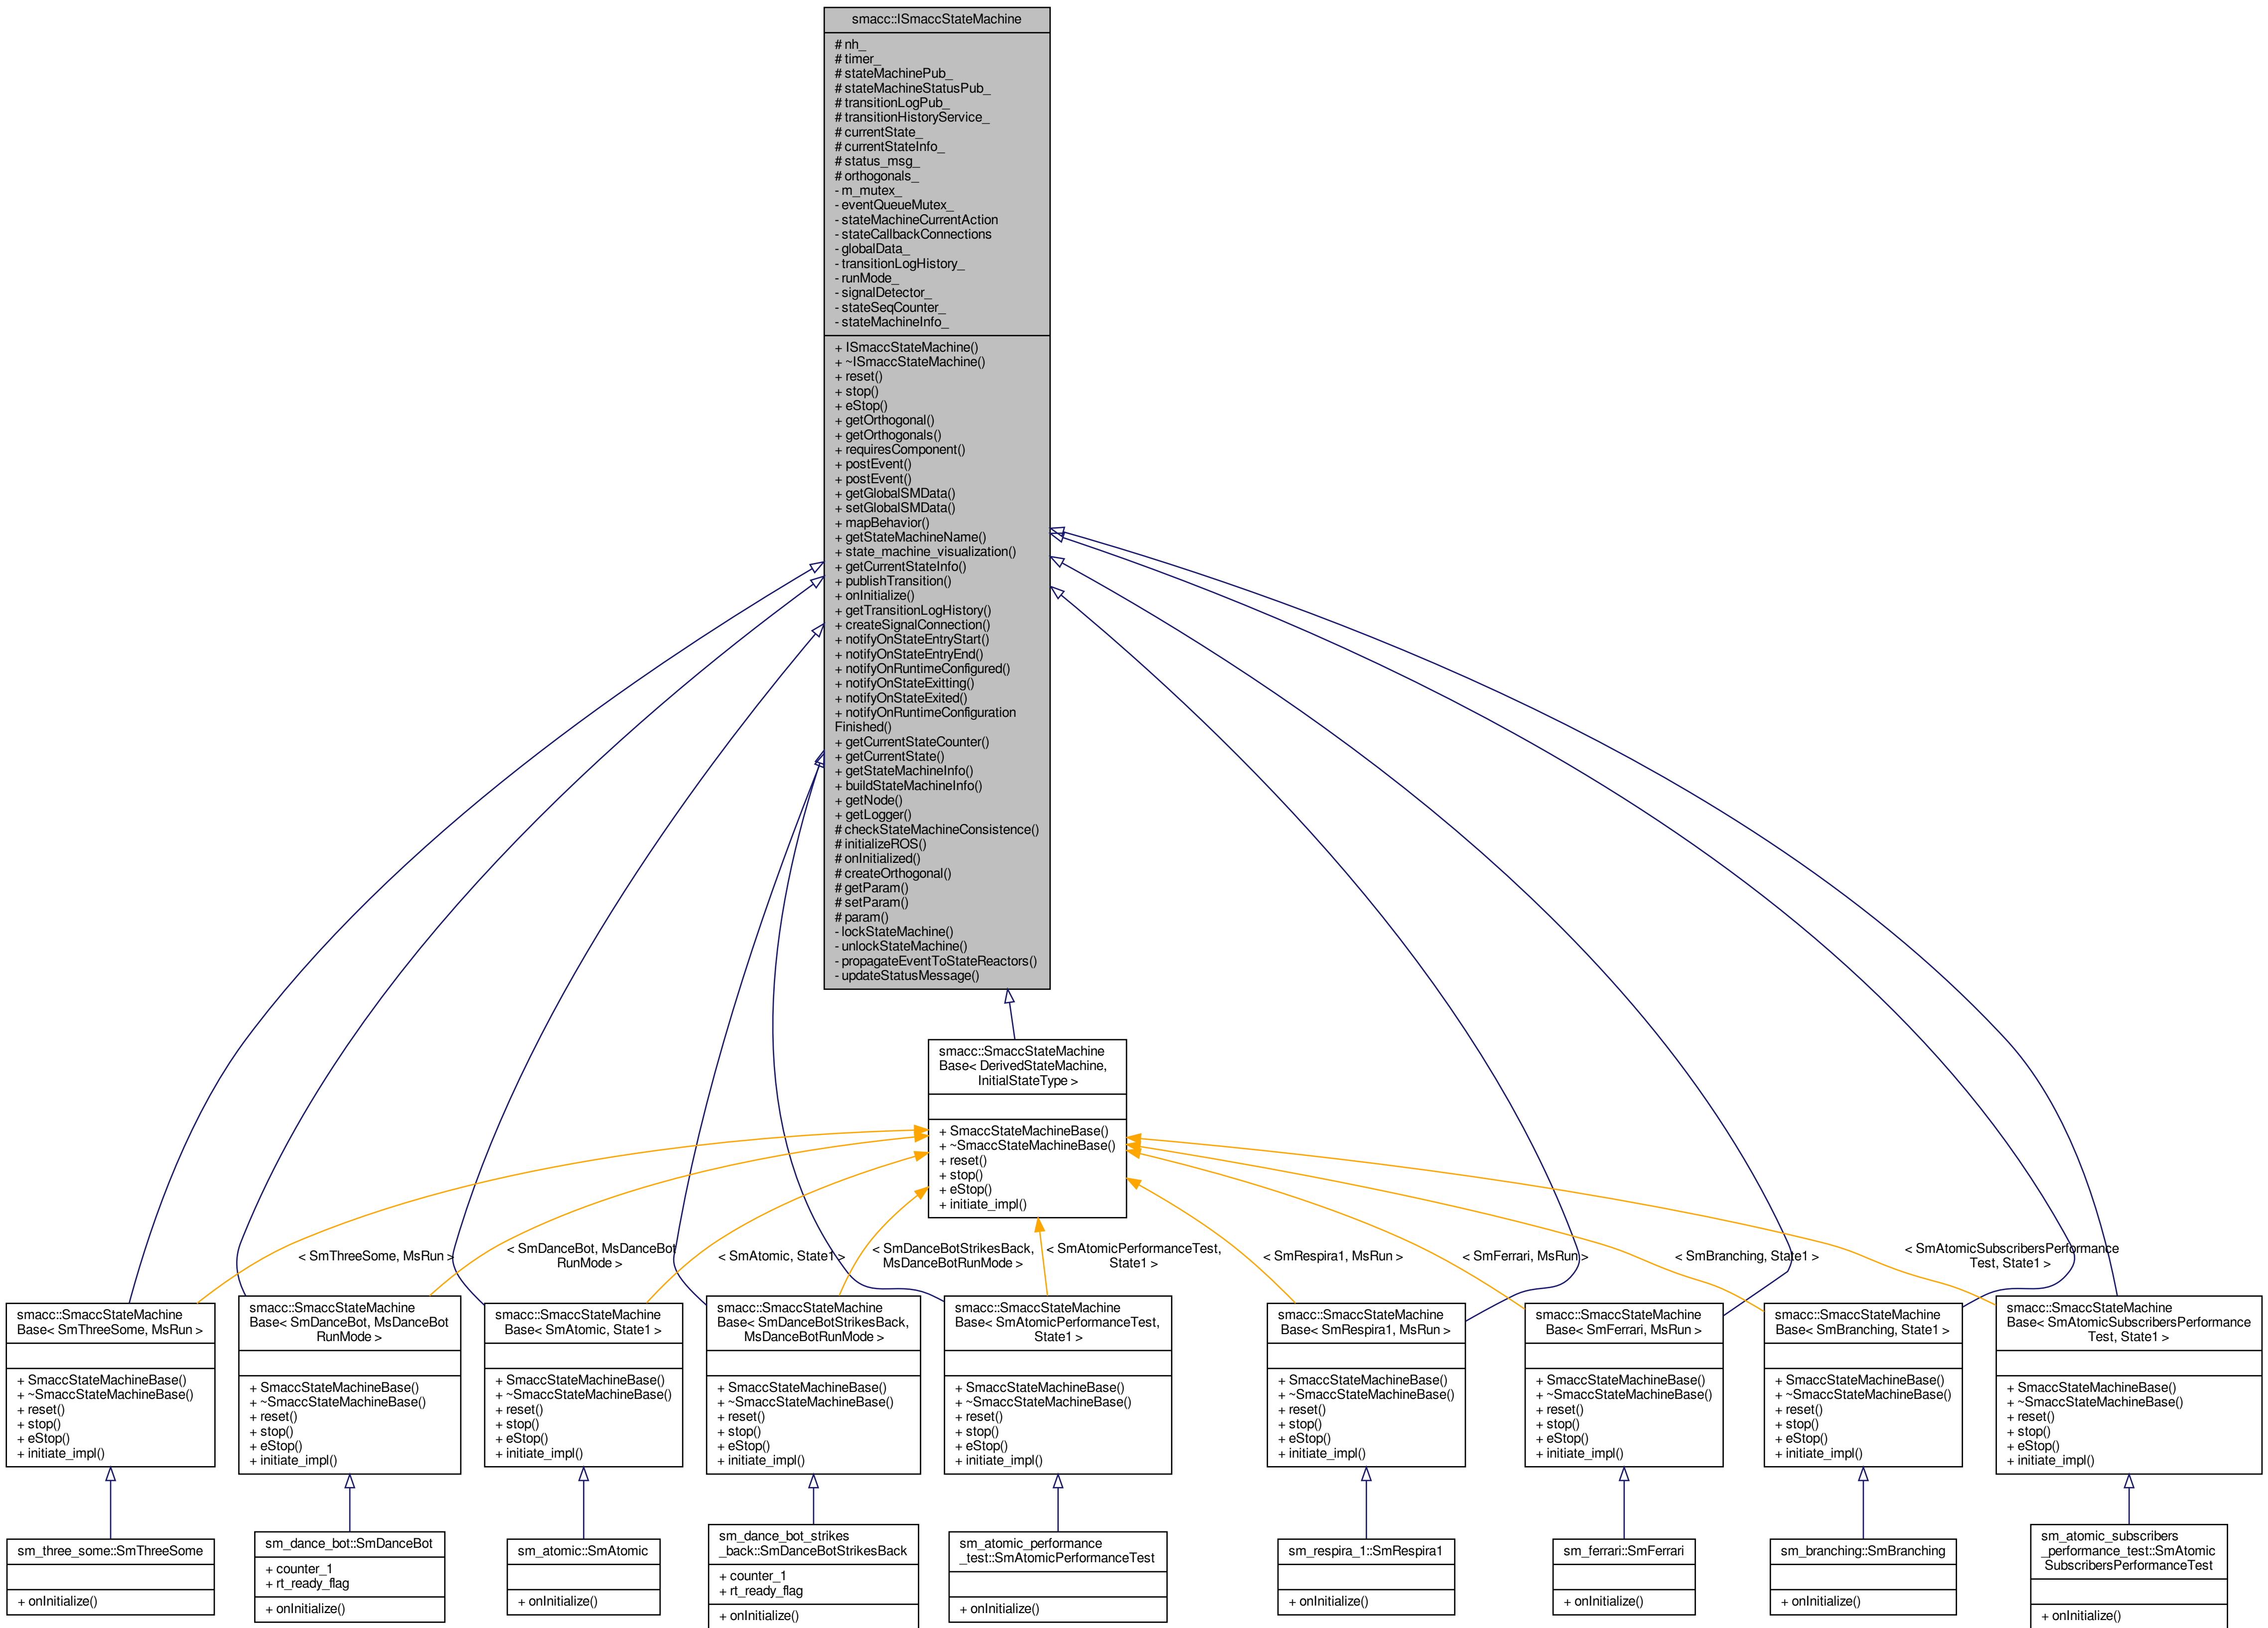 smacc::ISmaccStateMachine
# nh_
# timer_
# stateMachinePub_
# stateMachineStatusPub_
# transitionLogPub_
# transitionHistoryService_
# currentState_
# currentStateInfo_
# status_msg_
# orthogonals_
- m_mutex_
- eventQueueMutex_
- stateMachineCurrentAction
- stateCallbackConnections
- globalData_
- transitionLogHistory_
- runMode_
- signalDetector_
- stateSeqCounter_
- stateMachineInfo_
+ ISmaccStateMachine()
+ ~ISmaccStateMachine()
+ reset()
+ stop()
+ eStop()
+ getOrthogonal()
+ getOrthogonals()
+ requiresComponent()
+ postEvent()
+ postEvent()
+ getGlobalSMData()
+ setGlobalSMData()
+ mapBehavior()
+ getStateMachineName()
+ state_machine_visualization()
+ getCurrentStateInfo()
+ publishTransition()
+ onInitialize()
+ getTransitionLogHistory()
+ createSignalConnection()
+ notifyOnStateEntryStart()
+ notifyOnStateEntryEnd()
+ notifyOnRuntimeConfigured()
+ notifyOnStateExitting()
+ notifyOnStateExited()
+ notifyOnRuntimeConfiguration
Finished()
+ getCurrentStateCounter()
+ getCurrentState()
+ getStateMachineInfo()
+ buildStateMachineInfo()
+ getNode()
+ getLogger()
# checkStateMachineConsistence()
# initializeROS()
# onInitialized()
# createOrthogonal()
# getParam()
# setParam()
# param()
- lockStateMachine()
- unlockStateMachine()
- propagateEventToStateReactors()
- updateStatusMessage()
smacc::SmaccStateMachine
Base< DerivedStateMachine,
InitialStateType >
+ SmaccStateMachineBase()
+ ~SmaccStateMachineBase()
+ reset()
+ stop()
+ eStop()
+ initiate_impl()
< SmThreeSome, MsRun >
< SmDanceBot, MsDanceBot
RunMode >
< SmAtomic, State1 >
< SmDanceBotStrikesBack,
MsDanceBotRunMode >
< SmAtomicPerformanceTest,
State1 >
< SmRespira1, MsRun >
< SmFerrari, MsRun >
< SmBranching, State1 >
< SmAtomicSubscribersPerformance
Test, State1 >
smacc::SmaccStateMachine
Base< SmThreeSome, MsRun >
+ SmaccStateMachineBase()
+ ~SmaccStateMachineBase()
+ reset()
+ stop()
+ eStop()
+ initiate_impl()
smacc::SmaccStateMachine
Base< SmDanceBot, MsDanceBot
RunMode >
+ SmaccStateMachineBase()
+ ~SmaccStateMachineBase()
+ reset()
+ stop()
+ eStop()
+ initiate_impl()
smacc::SmaccStateMachine
Base< SmAtomic, State1 >
+ SmaccStateMachineBase()
+ ~SmaccStateMachineBase()
+ reset()
+ stop()
+ eStop()
+ initiate_impl()
smacc::SmaccStateMachine
Base< SmDanceBotStrikesBack,
MsDanceBotRunMode >
+ SmaccStateMachineBase()
+ ~SmaccStateMachineBase()
+ reset()
+ stop()
+ eStop()
+ initiate_impl()
smacc::SmaccStateMachine
Base< SmAtomicPerformanceTest,
State1 >
+ SmaccStateMachineBase()
+ ~SmaccStateMachineBase()
+ reset()
+ stop()
+ eStop()
+ initiate_impl()
smacc::SmaccStateMachine
Base< SmRespira1, MsRun >
+ SmaccStateMachineBase()
+ ~SmaccStateMachineBase()
+ reset()
+ stop()
+ eStop()
+ initiate_impl()
smacc::SmaccStateMachine
Base< SmFerrari, MsRun >
+ SmaccStateMachineBase()
+ ~SmaccStateMachineBase()
+ reset()
+ stop()
+ eStop()
+ initiate_impl()
smacc::SmaccStateMachine
Base< SmBranching, State1 >
+ SmaccStateMachineBase()
+ ~SmaccStateMachineBase()
+ reset()
+ stop()
+ eStop()
+ initiate_impl()
smacc::SmaccStateMachine
Base< SmAtomicSubscribersPerformance
Test, State1 >
+ SmaccStateMachineBase()
+ ~SmaccStateMachineBase()
+ reset()
+ stop()
+ eStop()
+ initiate_impl()
sm_three_some::SmThreeSome
+ onInitialize()
sm_dance_bot::SmDanceBot
+ counter_1
+ rt_ready_flag
+ onInitialize()
sm_atomic::SmAtomic
+ onInitialize()
sm_dance_bot_strikes
_back::SmDanceBotStrikesBack
+ counter_1
+ rt_ready_flag
+ onInitialize()
sm_atomic_performance
_test::SmAtomicPerformanceTest
+ onInitialize()
sm_respira_1::SmRespira1
+ onInitialize()
sm_ferrari::SmFerrari
+ onInitialize()
sm_branching::SmBranching
+ onInitialize()
sm_atomic_subscribers
_performance_test::SmAtomic
SubscribersPerformanceTest
+ onInitialize()